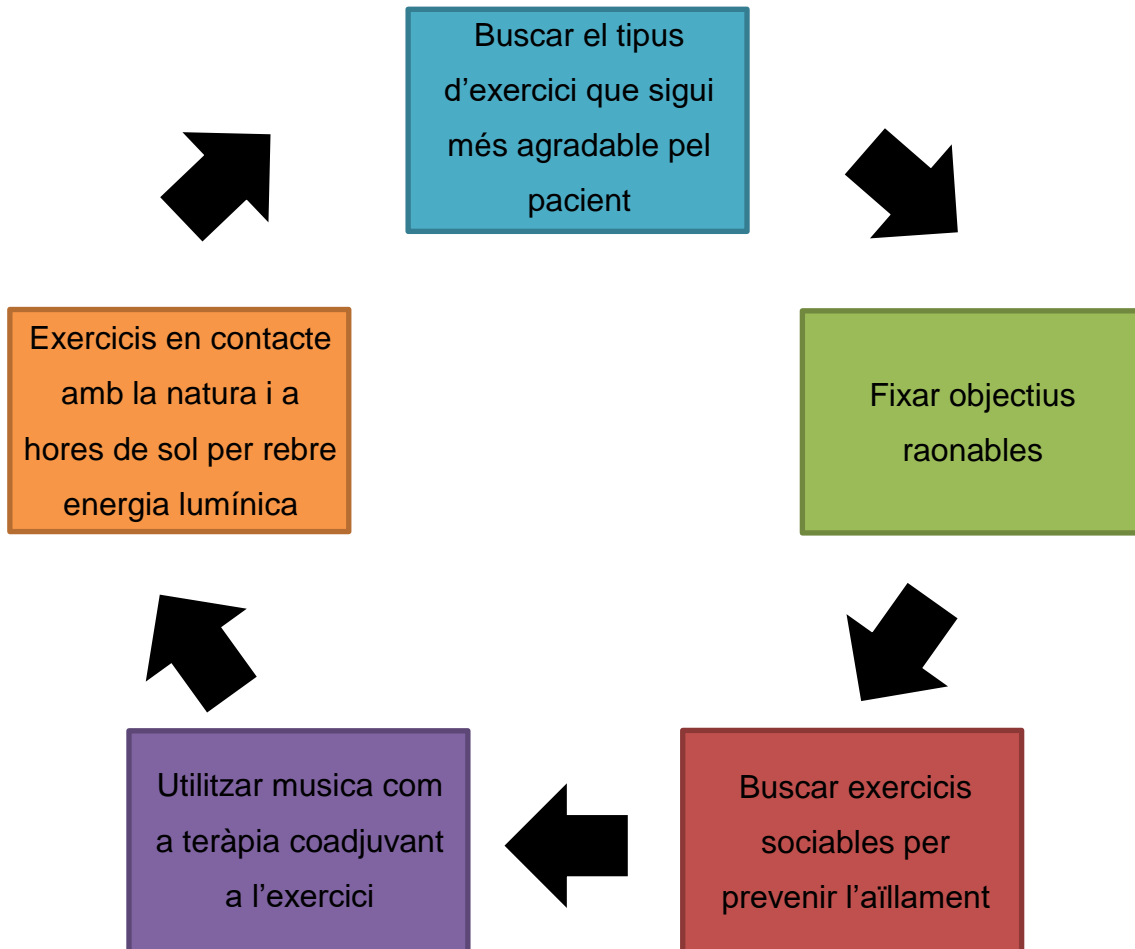 Buscar el tipus
d’exercici que sigui
més agradable pel
pacient
Fixar objectius
raonables
Buscar exercicis
sociables per
prevenir l’aïllament
Utilitzar musica com
a teràpia coadjuvant
a l’exercici
Exercicis en contacte
amb la natura i a
hores de sol per rebre
energia lumínica